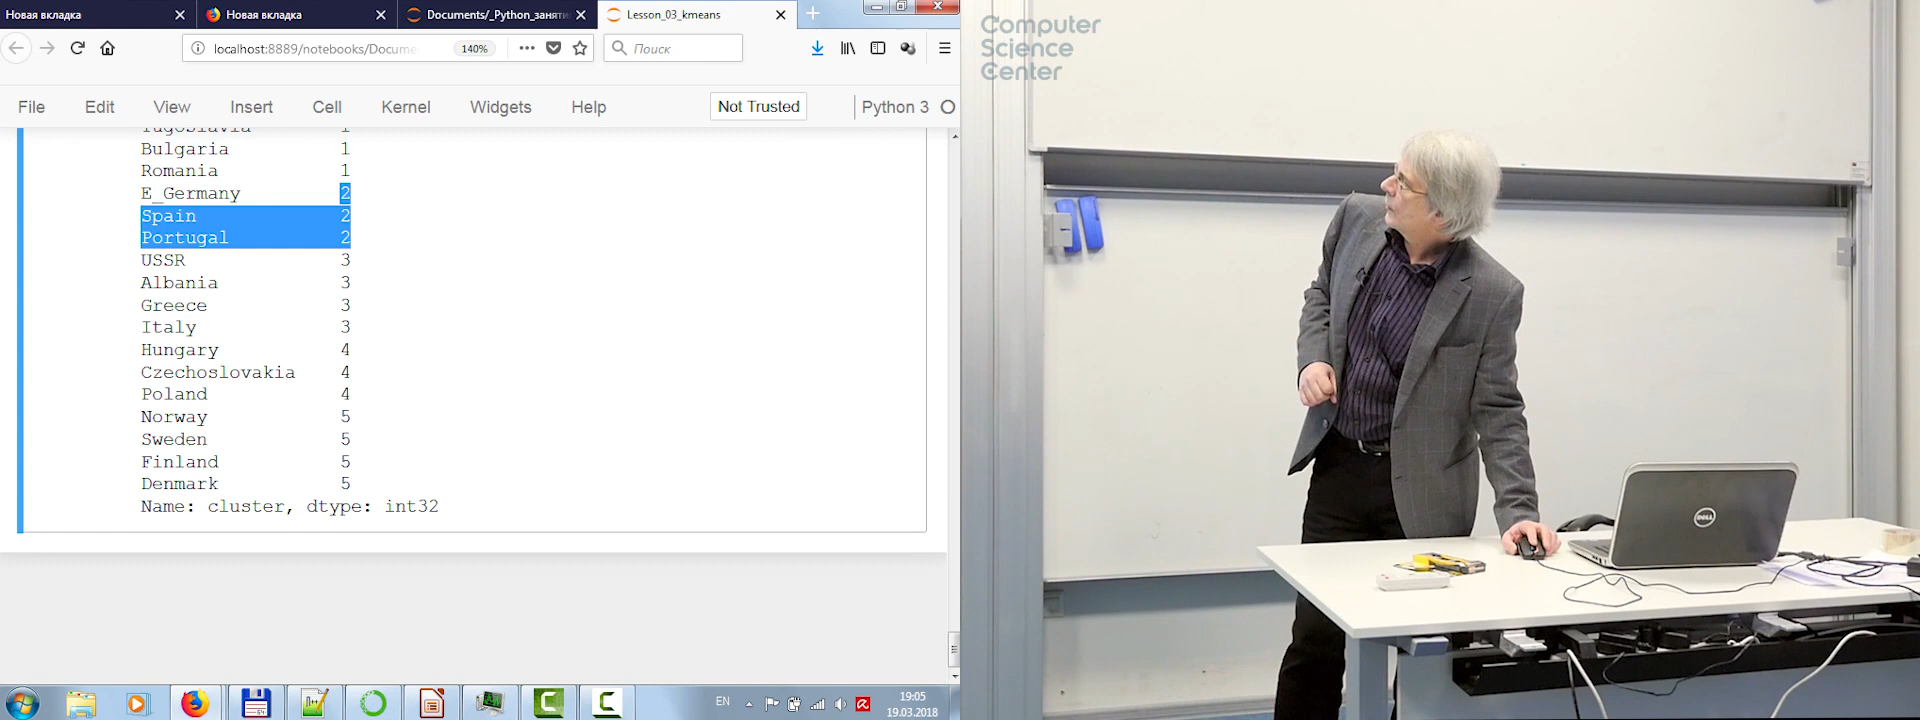 Новая вкладка
Новая вкладка
Documents/_Python_заняти
Lesson_03_kmeans
localhost:8889/notebooks/Docume
140%
Поиск
File Edit View Insert Cell Kernel Widgets Help Not Trusted Python 3
Yugoslavia 1
Bulgaria 1
Romania 1
E_Germany 2
Spain 2
Portugal 2
USSR 3
Albania 3
Greece 3
Italy 3
Hungary 4
Czechoslovakia 4
Poland 4
Norway 5
Sweden 5
Finland 5
Denmark 5
Name: cluster, dtype: int32
EN
19:05
19.03.2018
Computer
Science
Center
DELL